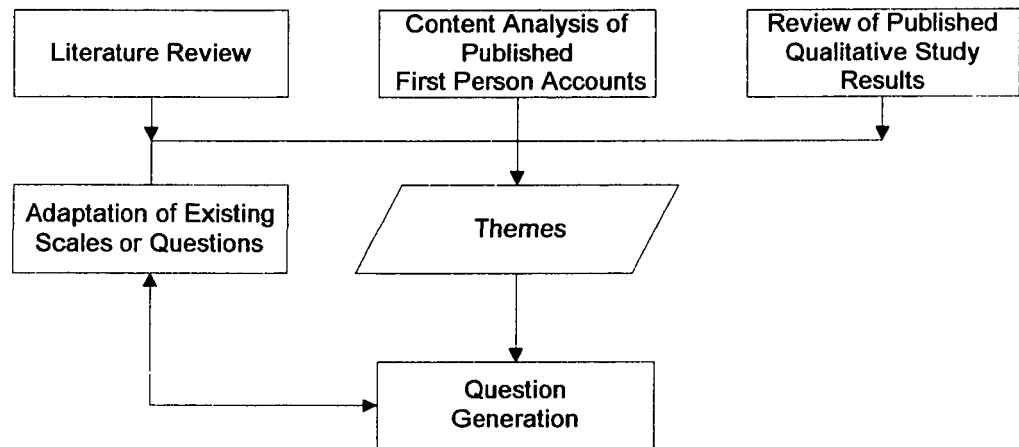 Literature Review
Content Analysis of
Published
First Person Accounts
Review of Published
Qualitative Study
Results
Adaptation of Existing
Scales or Questions
Themes
Question
Generation